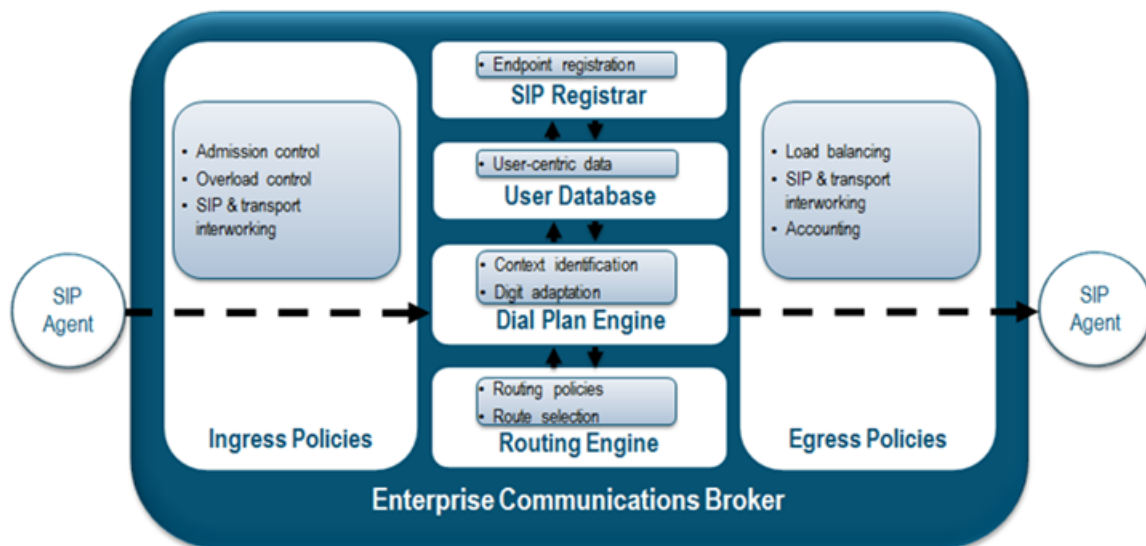 SIP
Agent
• Admission control
• Overload control
• SIP & transport
interworking
Ingress Policies
• Endpoint registration
SIP Registrar
• User-centric data
User Database
• Context identification
• Digit adaptation
Dial Plan Engine
• Routing policies
• Route selection
Routing Engine
• Load balancing
• SIP & transport
interworking
• Accounting
Egress Policies
SIP
Agent
Enterprise Communications Broker